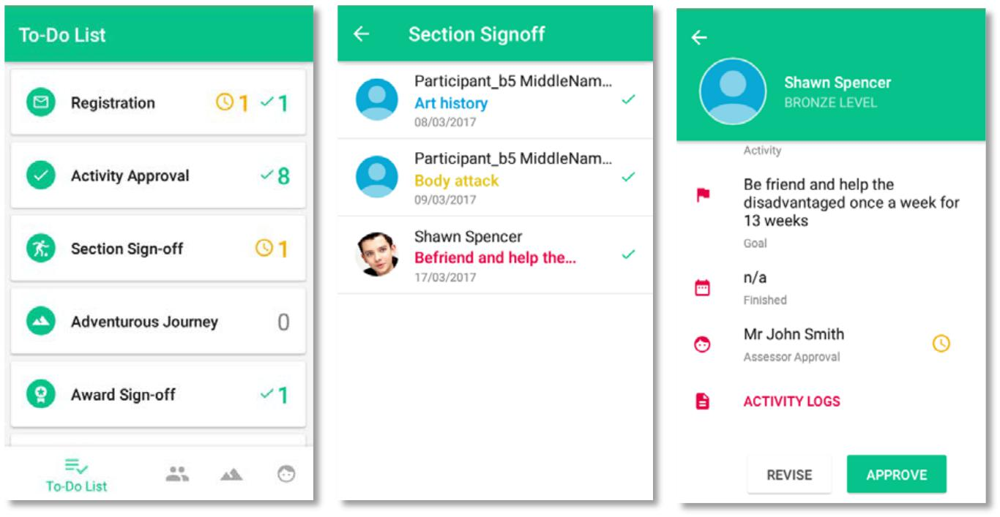 To-Do List
Registration 1 1
Activity Approval 8
Section Sign-off 1
Adventurous Journey 0
Award Sign-off 1
To-Do List
Section Signoff
Participant_b5 MiddleNam...
Art history
08/03/2017
Participant_b5 MiddleNam...
Body attack
09/03/2017
Shawn Spencer
Befriend and help the...
17/03/2017
Shawn Spencer
BRONZE LEVEL
Activity
Be friend and help the
disadvantaged once a week for
13 weeks
Goal
n/a
Finished
Mr John Smith
Assessor Approval
ACTIVITY LOGS
REVISE APPROVE